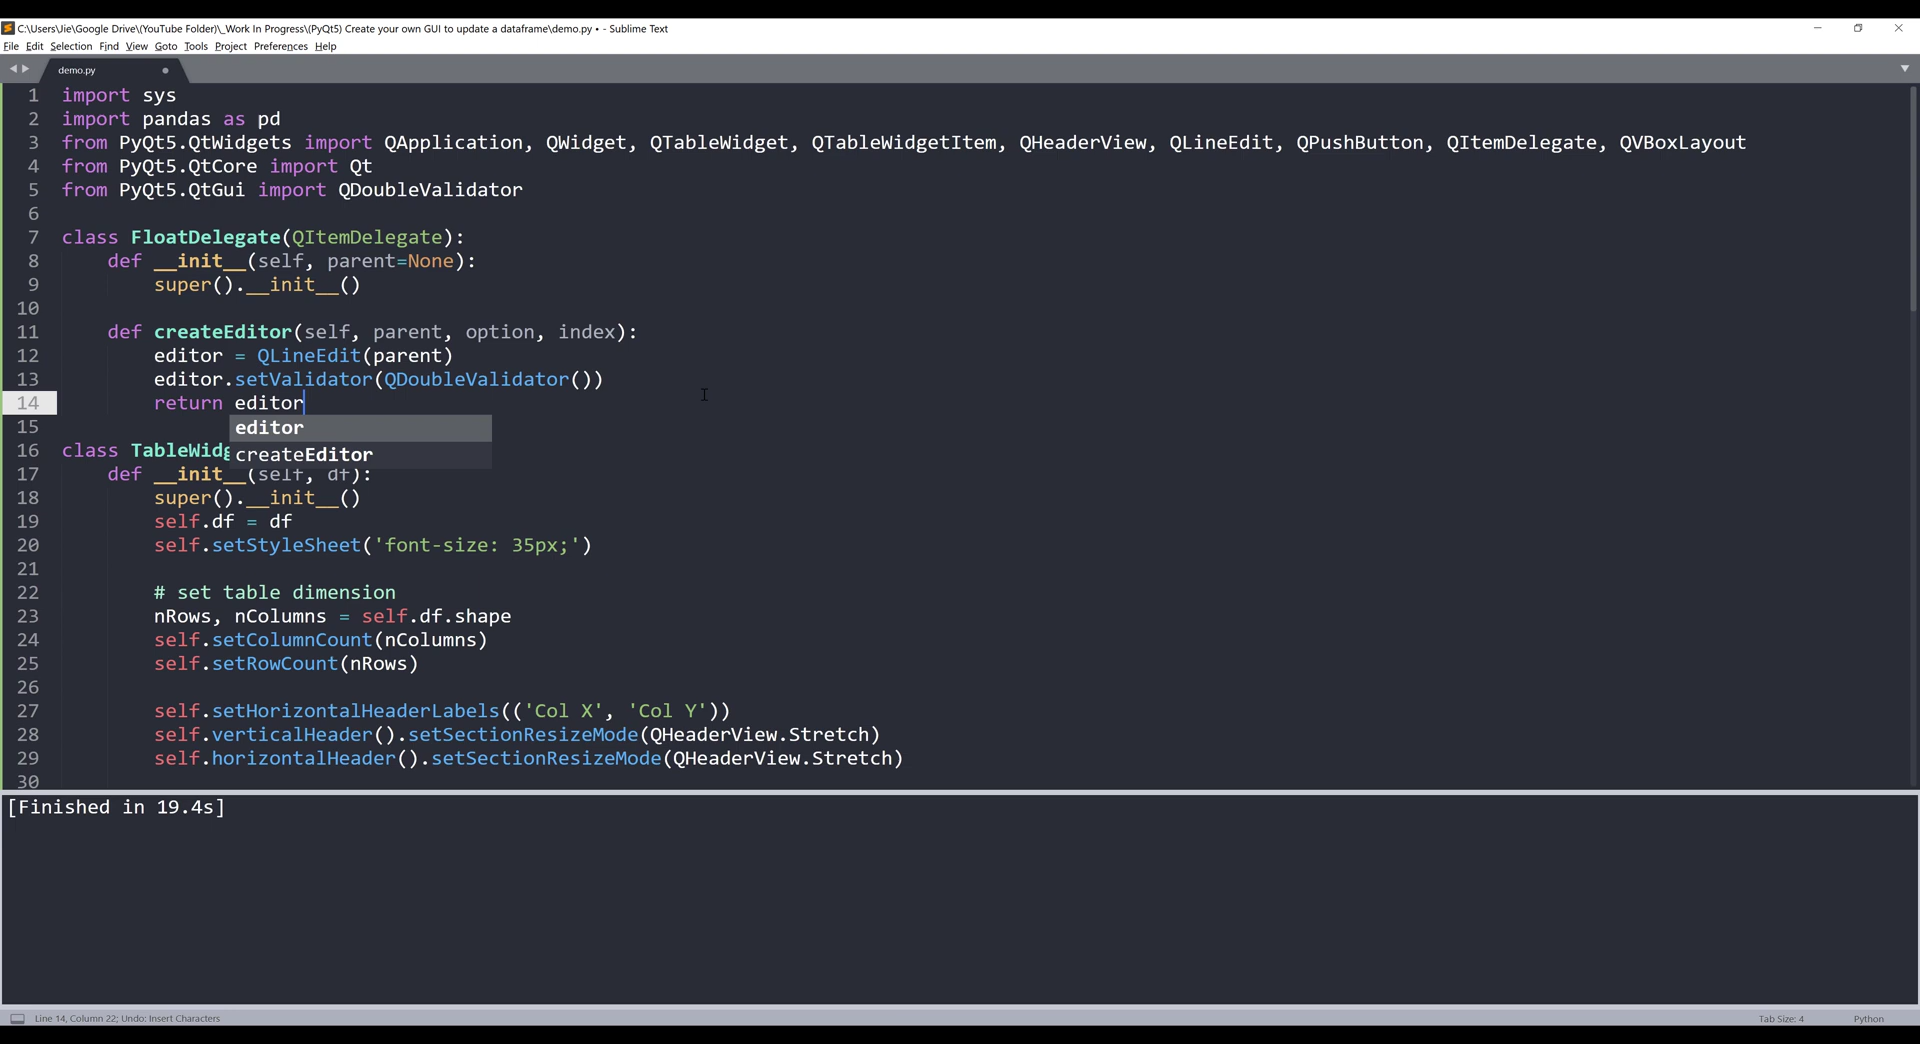 C:\Users\Jie\Google Drive\(YouTube Folder)\_Work In Progress\(PyQt5) Create your own GUI to update a dataframe\demo.py • - Sublime Text
File Edit Selection Find View Goto Tools Project Preferences Help
demo.py
1 import sys
2 import pandas as pd
3 from PyQt5.QtWidgets import QApplication, QWidget, QTableWidget, QTableWidgetItem, QHeaderView, QLineEdit, QPushButton, QItemDelegate, QVBoxLayout
4 from PyQt5.QtCore import Qt
5 from PyQt5.QtGui import QDoubleValidator
6
7 class FloatDelegate(QItemDelegate):
8     def __init__(self, parent=None):
9         super().__init__()
10
11     def createEditor(self, parent, option, index):
12         editor = QLineEdit(parent)
13         editor.setValidator(QDoubleValidator())
14         return editor
15 editor
16 class TableWidg createEditor
17     def __init__(self, df):
18         super().__init__()
19         self.df = df
20         self.setStyleSheet('font-size: 35px;')
21
22         # set table dimension
23         nRows, nColumns = self.df.shape
24         self.setColumnCount(nColumns)
25         self.setRowCount(nRows)
26
27         self.setHorizontalHeaderLabels(('Col X', 'Col Y'))
28         self.verticalHeader().setSectionResizeMode(QHeaderView.Stretch)
29         self.horizontalHeader().setSectionResizeMode(QHeaderView.Stretch)
30
[Finished in 19.4s]
Line 14, Column 22; Undo: Insert Characters Tab Size: 4 Python